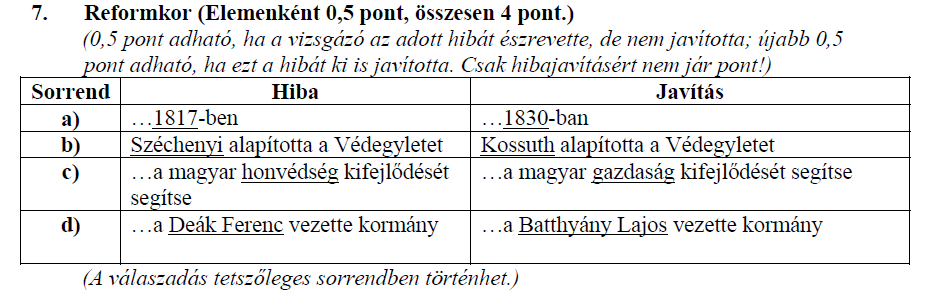 7. Reformkor (Elemenként 0,5 pont, összesen 4 pont.)
(0,5 pont adható, ha a vizsgázó az adott hibát észrevette, de nem javította; újabb 0,5
pont adható, ha ezt a hibát ki is javította. Csak hibajavításért nem jár pont!)
Sorrend Hiba Javítás
a) …1817-ben …1830-ban
b) Széchenyi alapította a Védegyletet Kossuth alapította a Védegyletet
c) …a magyar honvédség kifejlődését …a magyar gazdaság kifejlődését segítse
segítse
d) …a Deák Ferenc vezette kormány …a Batthyány Lajos vezette kormány
(A válaszadás tetszőleges sorrendben történhet.)